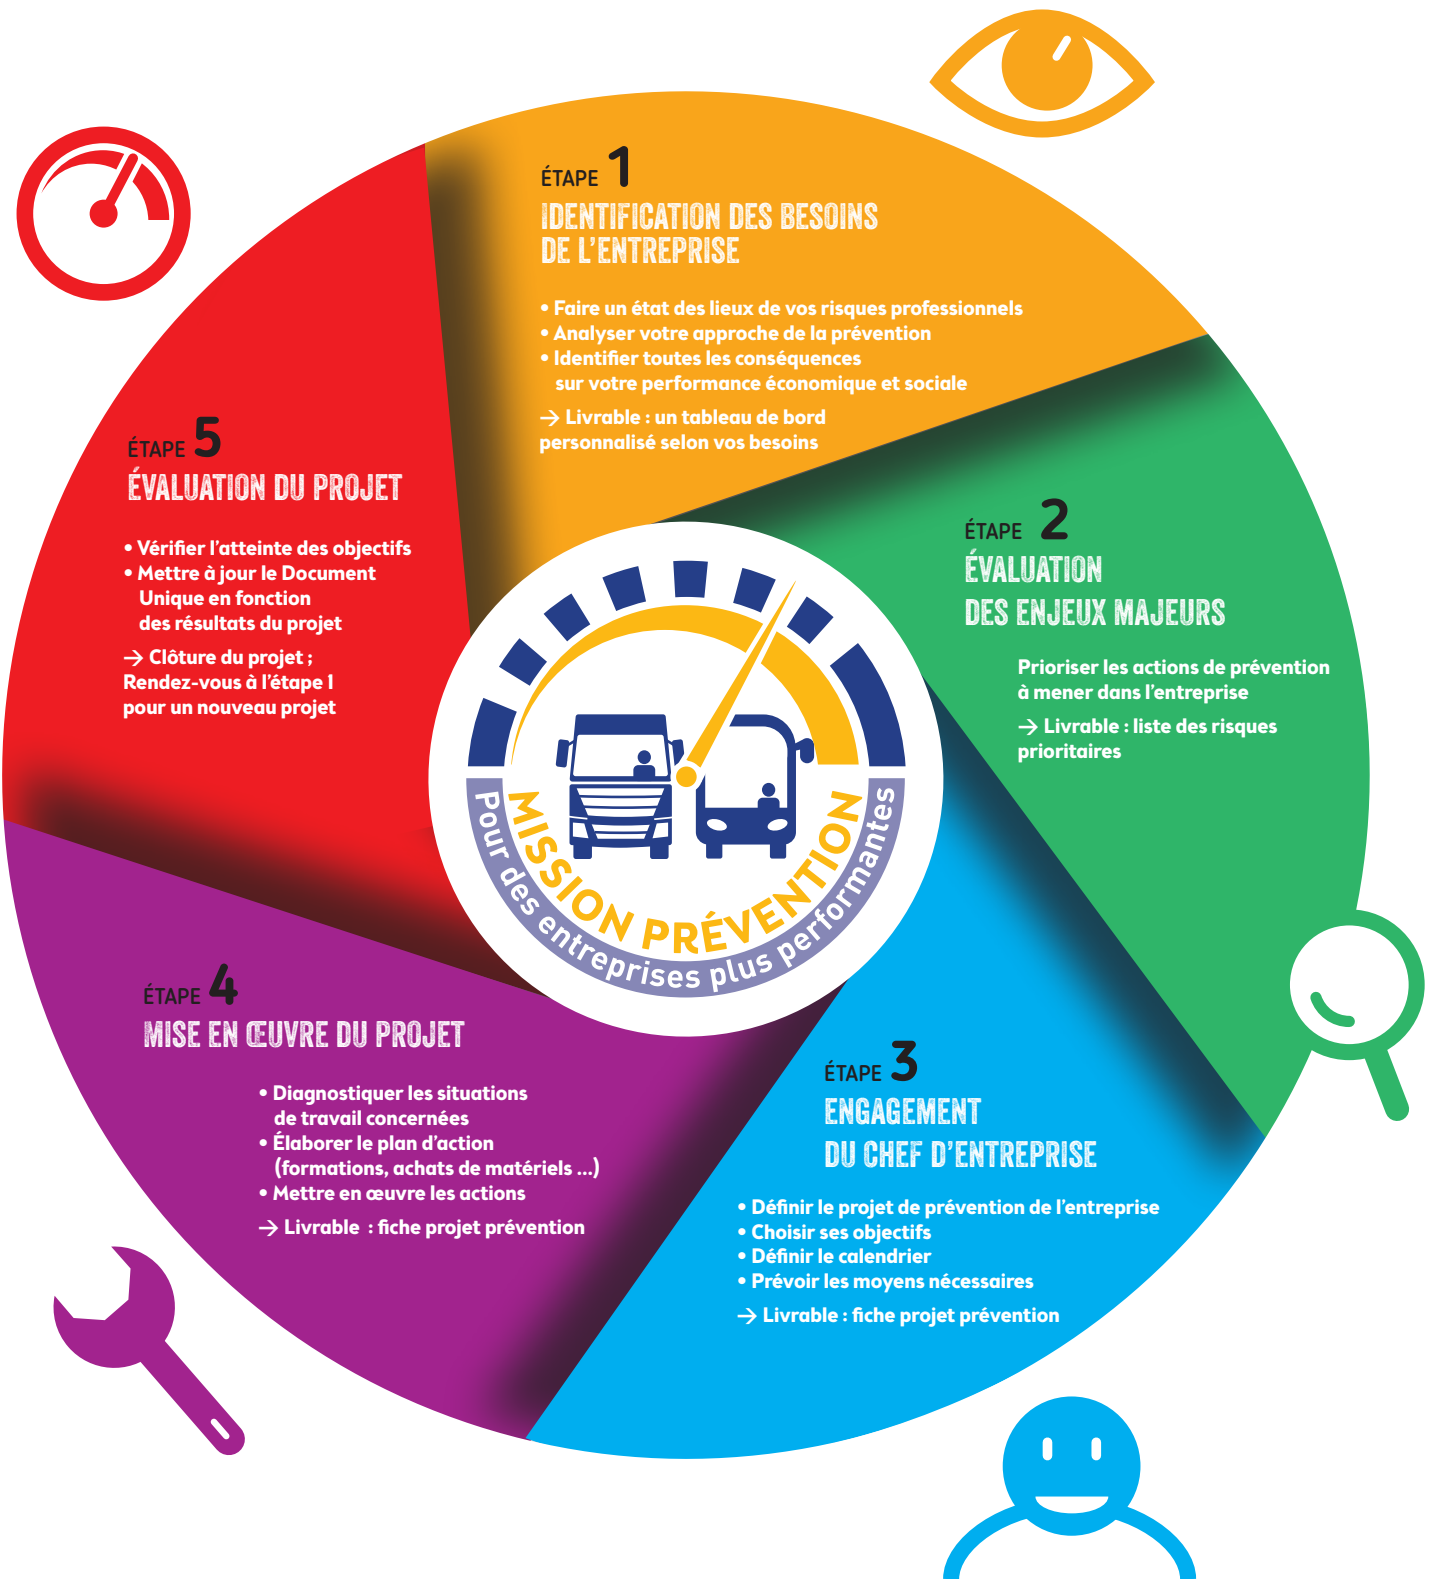 ÉTAPE 1
IDENTIFICATION DES BESOINS
DE L'ENTREPRISE
• Faire un état des lieux de vos risques professionnels
• Analyser votre approche de la prévention
• Identifier toutes les conséquences
sur votre performance économique et sociale
→ Livrable : un tableau de bord
personnalisé selon vos besoins
ÉTAPE 2
ÉVALUATION
DES ENJEUX MAJEURS
Prioriser les actions de prévention
à mener dans l'entreprise
→ Livrable : liste des risques
prioritaires
ÉTAPE 3
ENGAGEMENT
DU CHEF D'ENTREPRISE
• Définir le projet de prévention de l'entreprise
• Choisir ses objectifs
• Définir le calendrier
• Prévoir les moyens nécessaires
→ Livrable : fiche projet prévention
ÉTAPE 4
MISE EN ŒUVRE DU PROJET
• Diagnostiquer les situations
de travail concernées
• Élaborer le plan d'action
(formations, achats de matériels ...)
• Mettre en œuvre les actions
→ Livrable : fiche projet prévention
ÉTAPE 5
ÉVALUATION DU PROJET
• Vérifier l'atteinte des objectifs
• Mettre à jour le Document
Unique en fonction
des résultats du projet
→ Clôture du projet ;
Rendez-vous à l'étape 1
pour un nouveau projet
MISSION PRÉVENTION
Pour des entreprises plus performantes